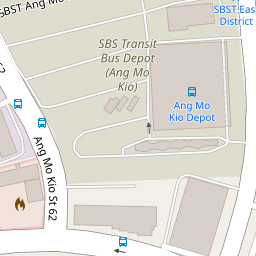 SBST Ang Mo
SBST East
District
SBS Transit
Bus Depot
(Ang Mo
Kio)
62
Ang Mo
Kio Depot
Ang Mo Kio St 62